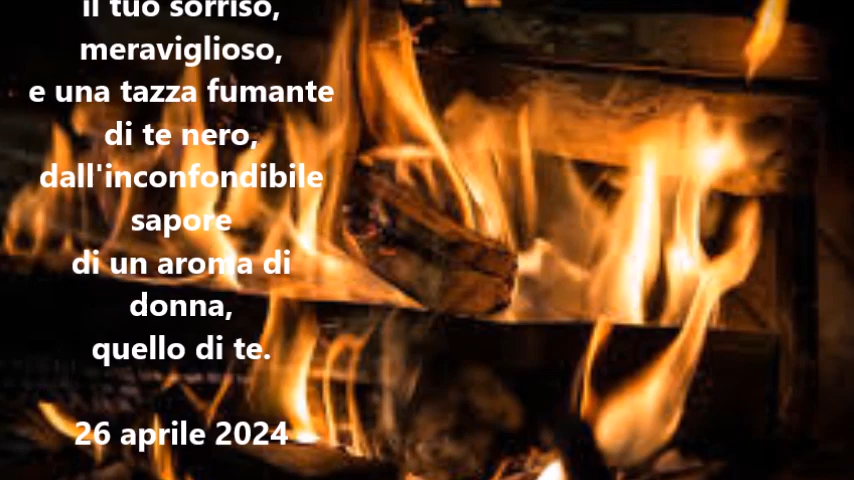 il tuo sorriso,
meraviglioso,
e una tazza fumante
di te nero,
dall'inconfondibile
sapore
di un aroma di
donna,
quello di te.
26 aprile 2024